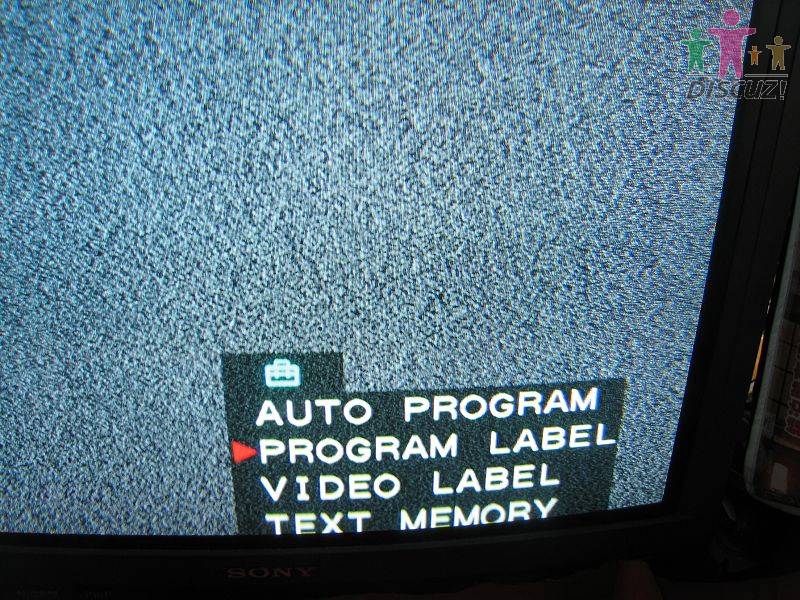 DISCUZ!
AUTO PROGRAM
PROGRAM LABEL
VIDEO LABEL
TEXT MEMORY
SONY